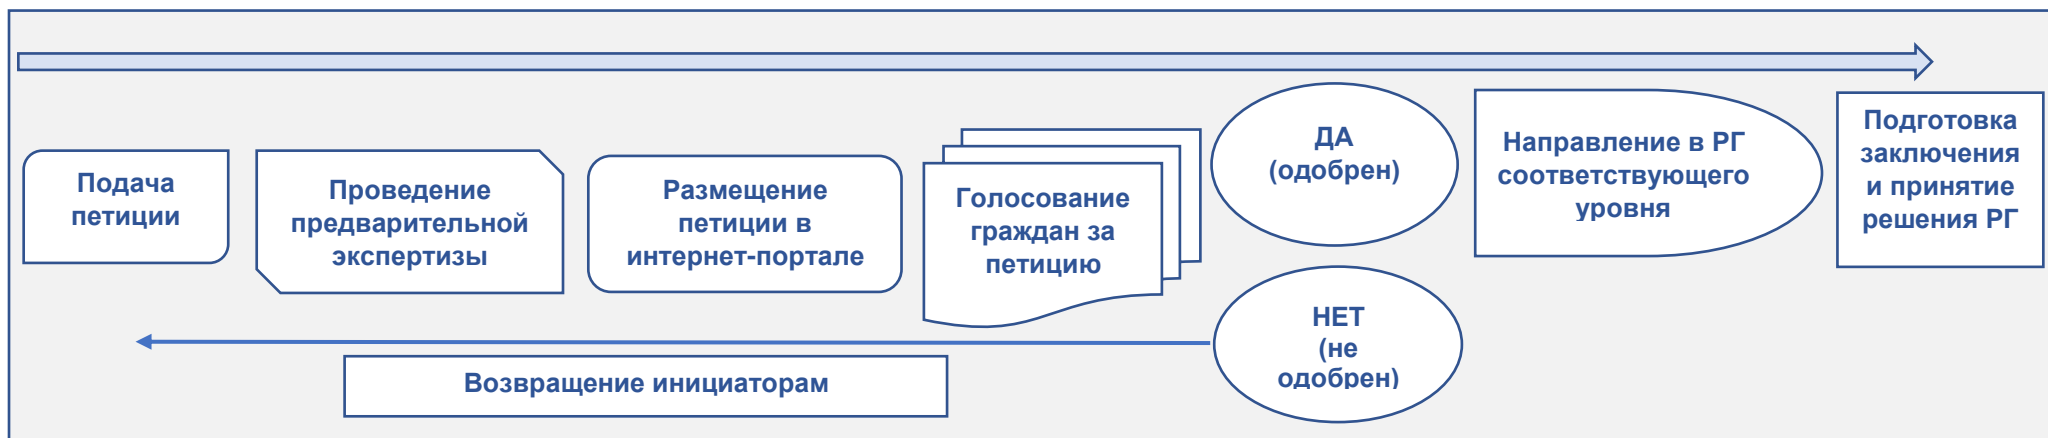 Подача
петиции
Проведение
предварительной
экспертизы
Размещение
петиции в
интернет-портале
Голосование
граждан за
петицию
ДА
(одобрен)
Направление в РГ
соответствующего
уровня
Подготовка
заключения
и принятие
решения РГ
НЕТ
(не
одобрен)
Возвращение инициаторам